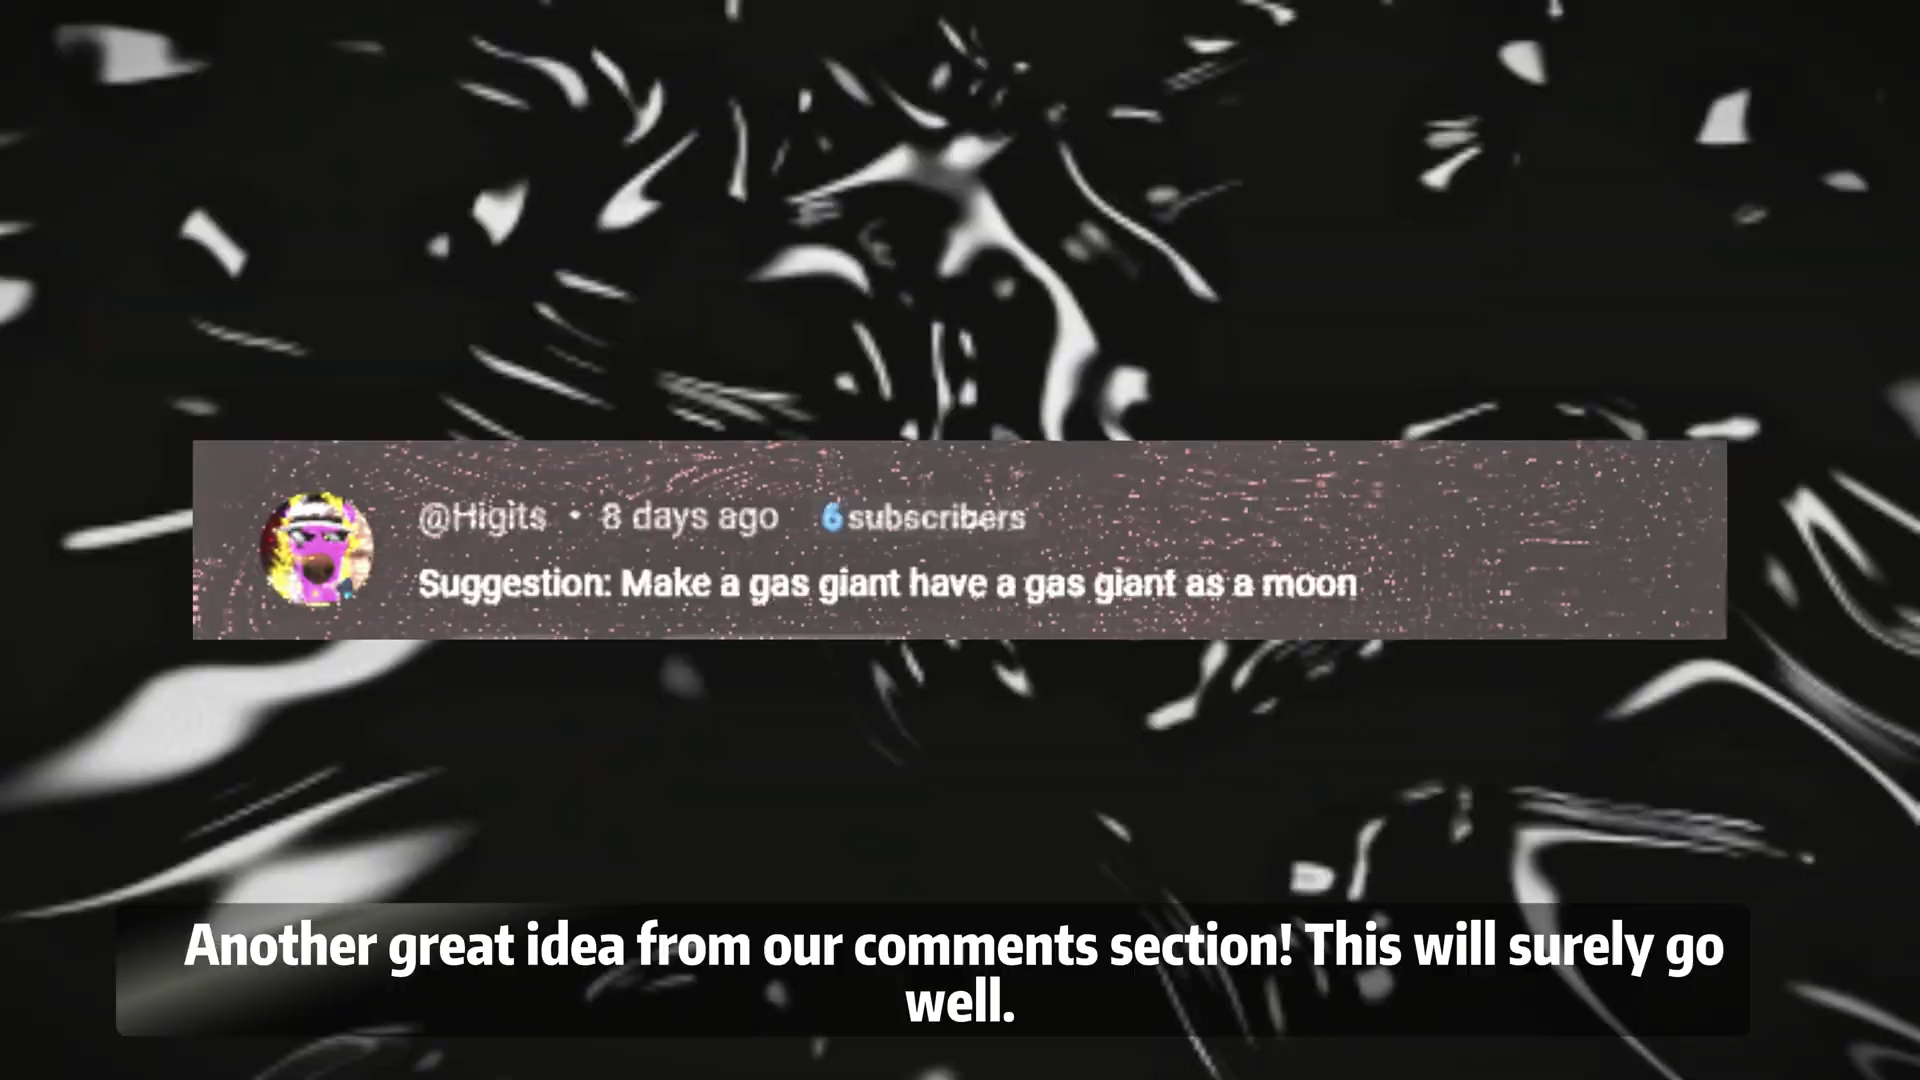 @Higits • 8 days ago 6 subscribers
Suggestion: Make a gas giant have a gas giant as a moon
Another great idea from our comments section! This will surely go
well.